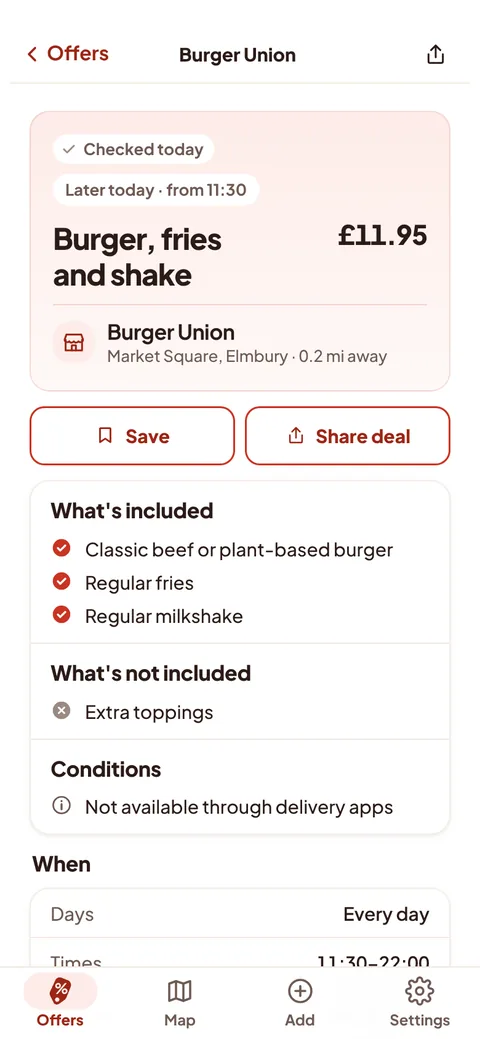 Offers
Burger Union
Checked today
Later today · from 11:30
Burger, fries
and shake
£11.95
Burger Union
Market Square, Elmbury · 0.2 mi away
Save
Share deal
What's included
Classic beef or plant-based burger
Regular fries
Regular milkshake
What's not included
Extra toppings
Conditions
Not available through delivery apps
When
Days
Every day
Times
11:30–22:00
Offers
Map
Add
Settings